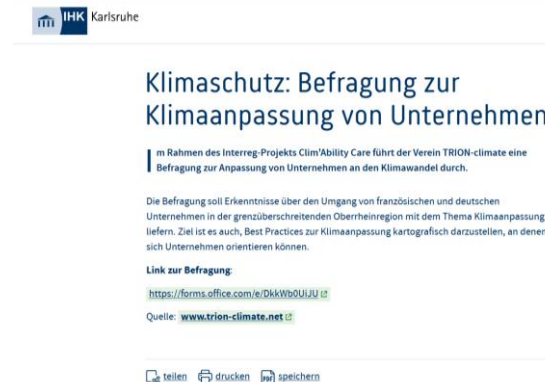 IHK Karlsruhe
Klimaschutz: Befragung zur
Klimaanpassung von Unternehmen
Im Rahmen des Interreg-Projekts Clim'Ability Care führt der Verein TRION-climate eine
Befragung zur Anpassung von Unternehmen an den Klimawandel durch.
Die Befragung soll Erkenntnisse über den Umgang von französischen und deutschen
Unternehmen in der grenzüberschreitenden Oberrheinregion mit dem Thema Klimaanpassung
liefern. Ziel ist es auch, Best Practices zur Klimaanpassung kartografisch darzustellen, an denen
sich Unternehmen orientieren können.
Link zur Befragung:
https://forms.office.com/e/DkkWb0UiJU
Quelle: www.trion-climate.net
teilen drucken PDF speichern